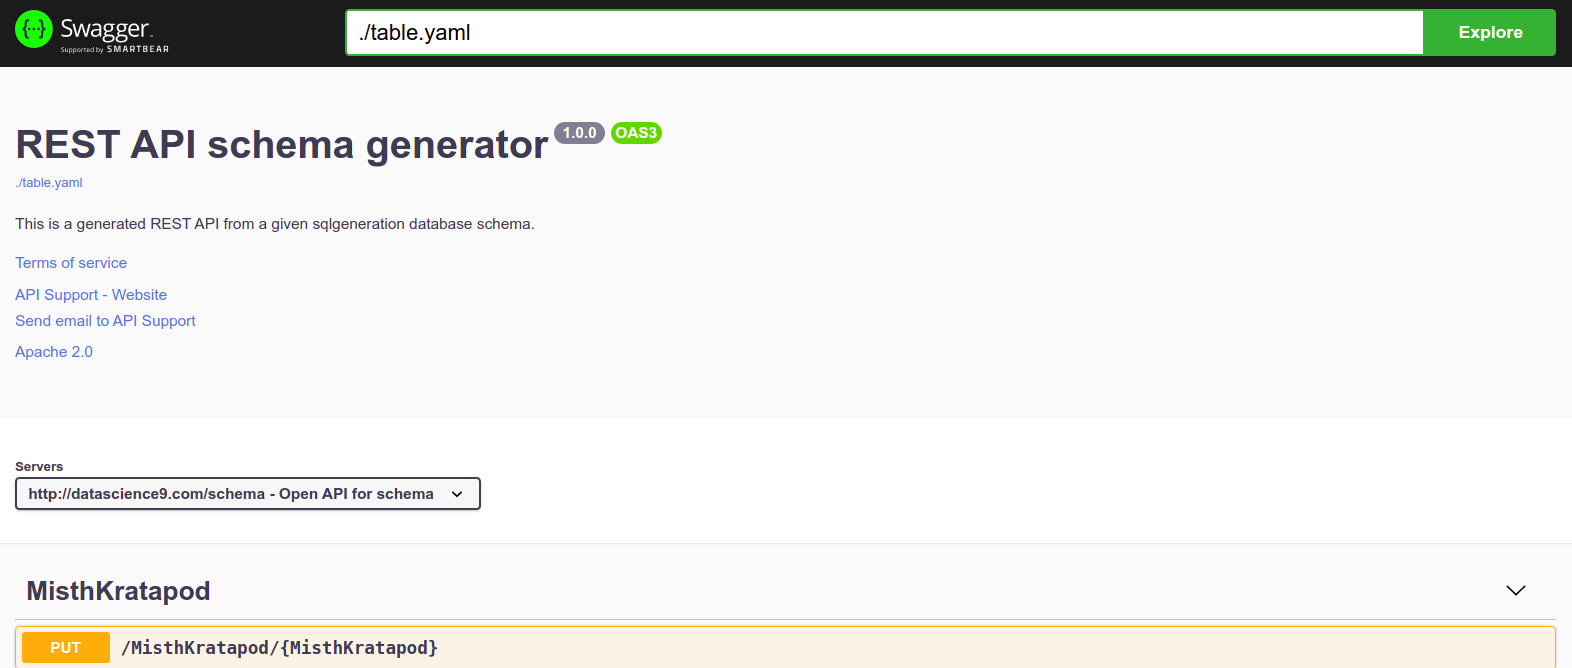 {···} Swagger™
Supported by SMARTBEAR
./table.yaml
Explore
REST API schema generator 1.0.0 OAS3
./table.yaml
This is a generated REST API from a given sqlgeneration database schema.
Terms of service
API Support - Website
Send email to API Support
Apache 2.0
Servers
http://datascience9.com/schema - Open API for schema
MisthKratapod
PUT /MisthKratapod/{MisthKratapod}